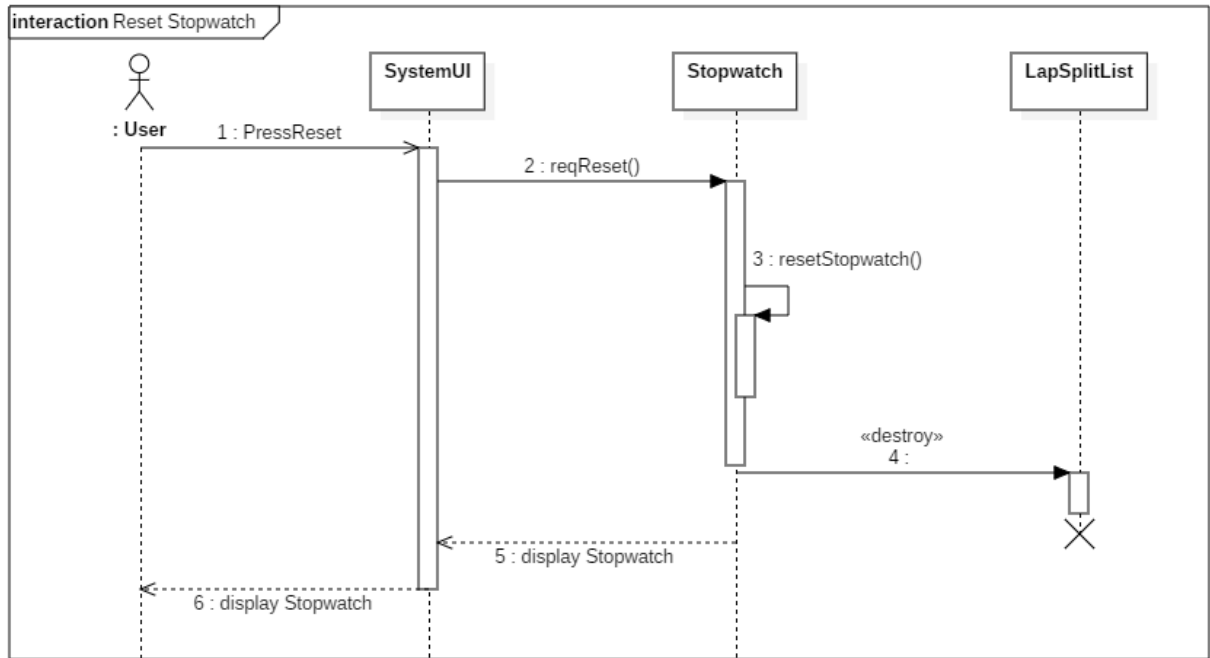 interaction Reset Stopwatch
SystemUI
Stopwatch
LapSplitList
: User
1 : PressReset
2 : reqReset()
3 : resetStopwatch()
«destroy»
4 :
5 : display Stopwatch
6 : display Stopwatch